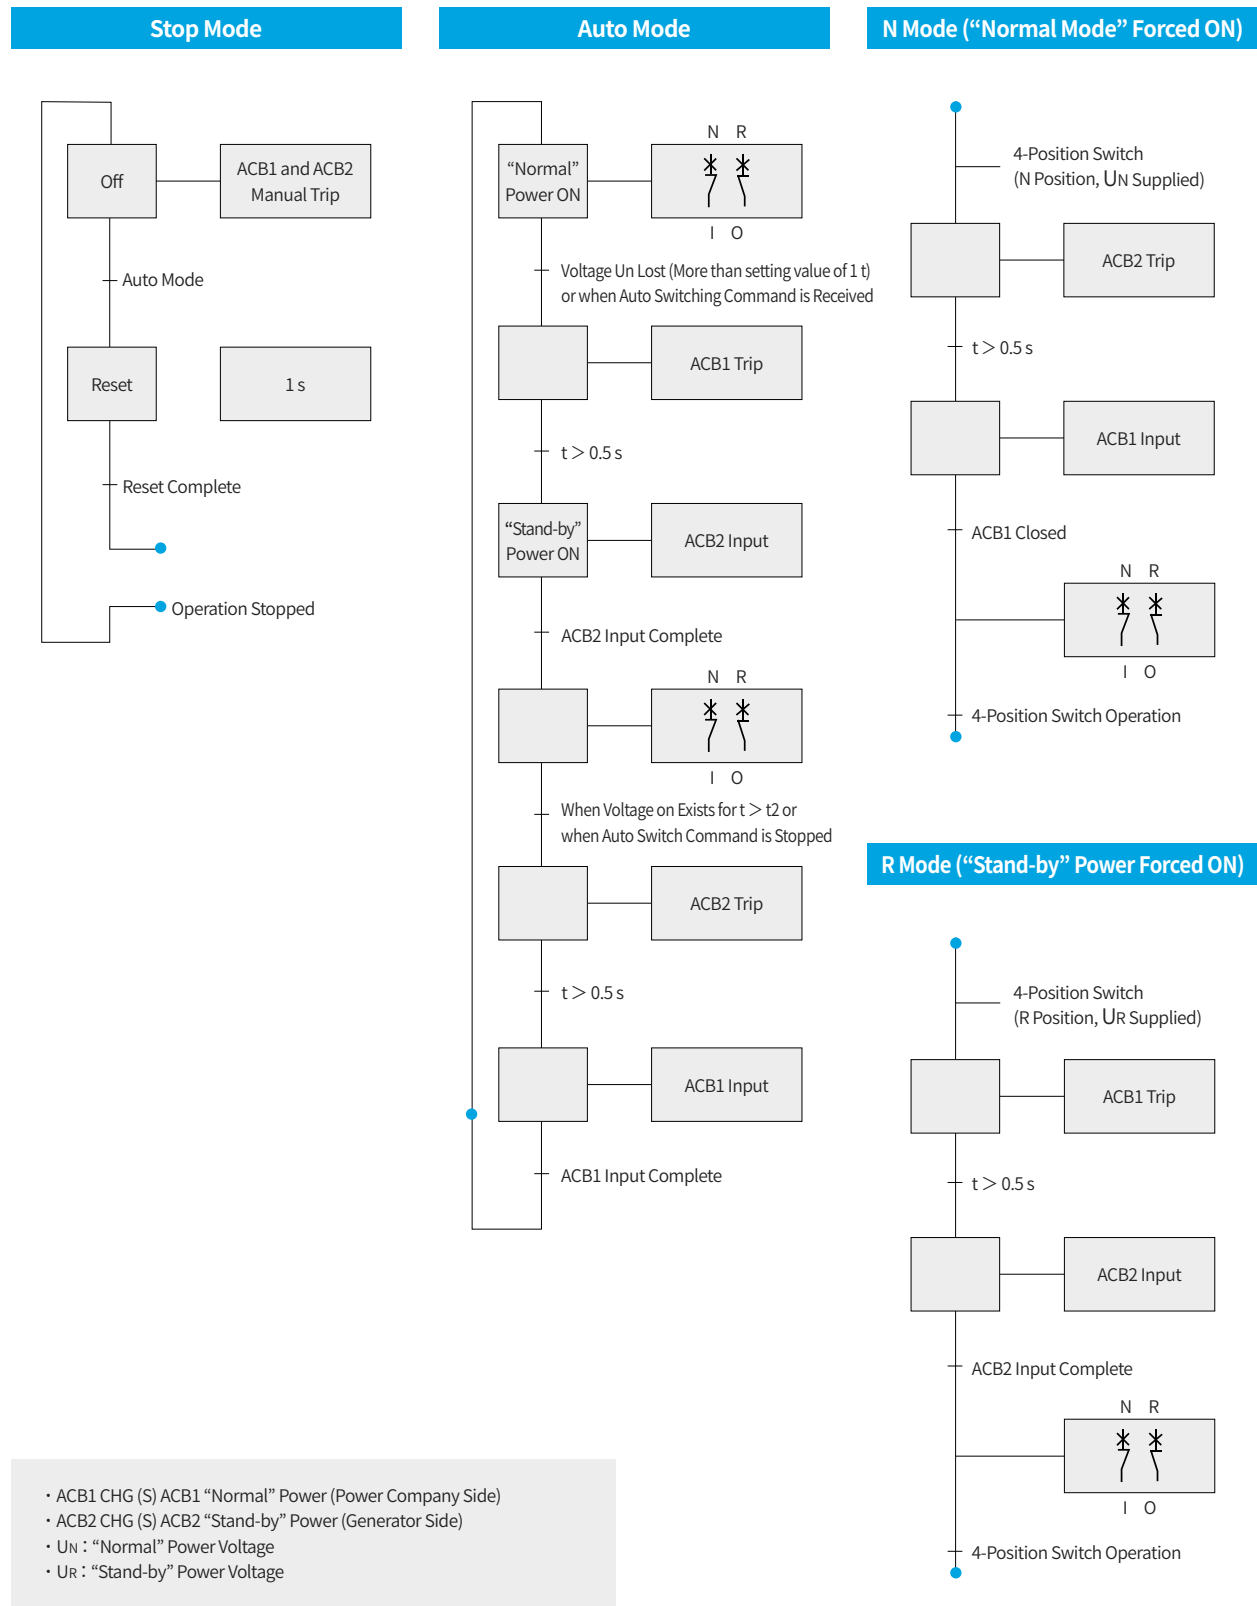 Stop Mode
Off
ACB1 and ACB2
Manual Trip
Auto Mode
Reset
1 s
Reset Complete
Operation Stopped
Auto Mode
"Normal"
Power ON
N R
I O
Voltage Un Lost (More than setting value of 1 t)
or when Auto Switching Command is Received
ACB1 Trip
t > 0.5 s
"Stand-by"
Power ON
ACB2 Input
ACB2 Input Complete
N R
I O
When Voltage on Exists for t > t2 or
when Auto Switch Command is Stopped
ACB2 Trip
t > 0.5 s
ACB1 Input
ACB1 Input Complete
N Mode (“Normal Mode” Forced ON)
4-Position Switch
(N Position, UN Supplied)
ACB2 Trip
t > 0.5 s
ACB1 Input
ACB1 Closed
N R
I O
4-Position Switch Operation
R Mode (“Stand-by” Power Forced ON)
4-Position Switch
(R Position, UR Supplied)
ACB1 Trip
t > 0.5 s
ACB2 Input
ACB2 Input Complete
N R
I O
4-Position Switch Operation
· ACB1 CHG (S) ACB1 “Normal” Power (Power Company Side)
· ACB2 CHG (S) ACB2 “Stand-by” Power (Generator Side)
· UN : “Normal” Power Voltage
· UR : “Stand-by” Power Voltage